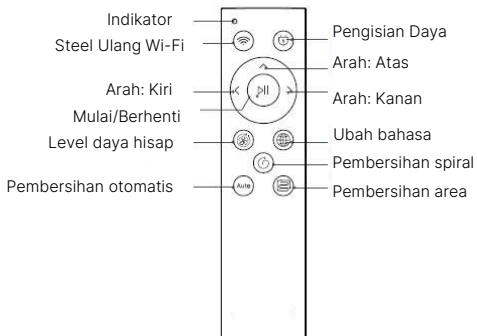 Indikator
Steel Ulang Wi-Fi
Pengisian Daya
Arah: Atas
Arah: Kiri
Arah: Kanan
Mulai/Berhenti
Level daya hisap
Ubah bahasa
Pembersihan spiral
Auto
Pembersihan otomatis
Pembersihan area